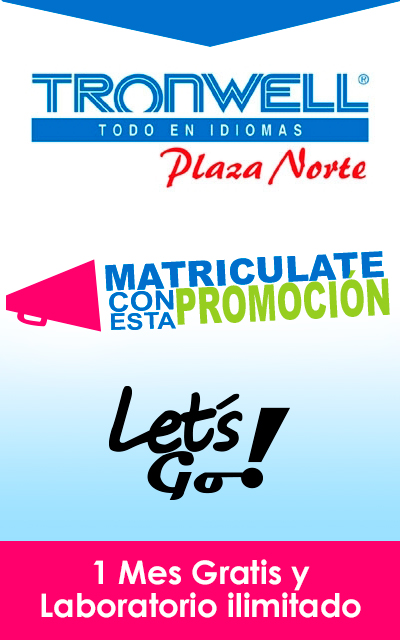 TRONWELL®
TODO EN IDIOMAS
Plaza Norte
MATRICULATE
CON ESTA PROMOCIÓN
Let's
Go!
1 Mes Gratis y
Laboratorio ilimitado